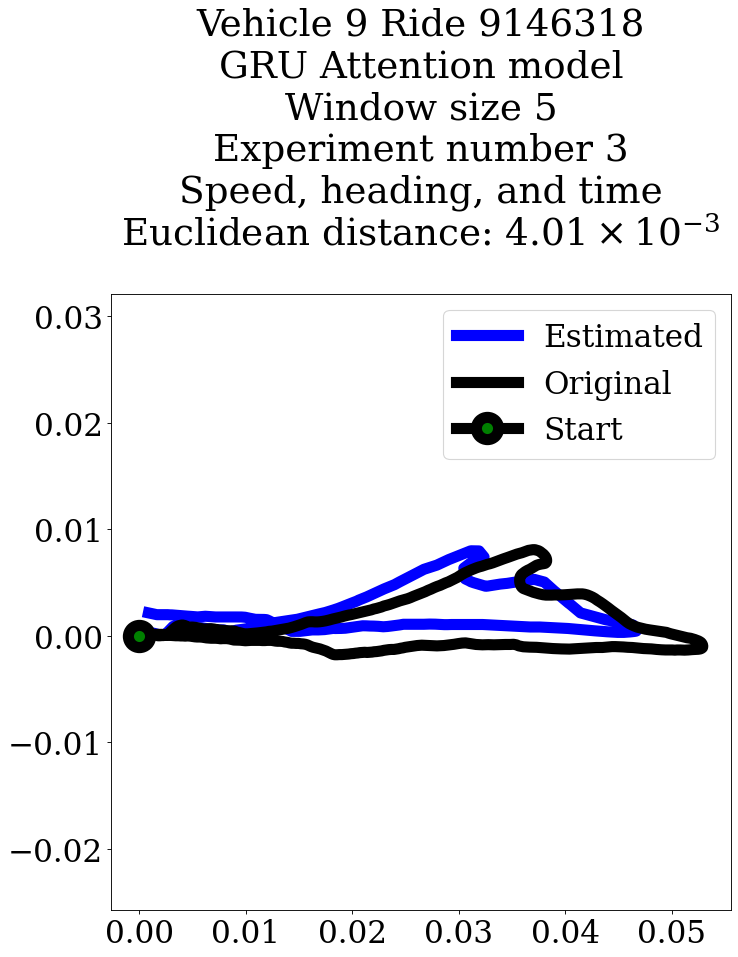 Vehicle 9 Ride 9146318
GRU Attention model
Window size 5
Experiment number 3
Speed, heading, and time
Euclidean distance: 4.01 × 10⁻³
Estimated
Original
Start
0.03
0.02
0.01
0.00
−0.01
−0.02
0.00 0.01 0.02 0.03 0.04 0.05